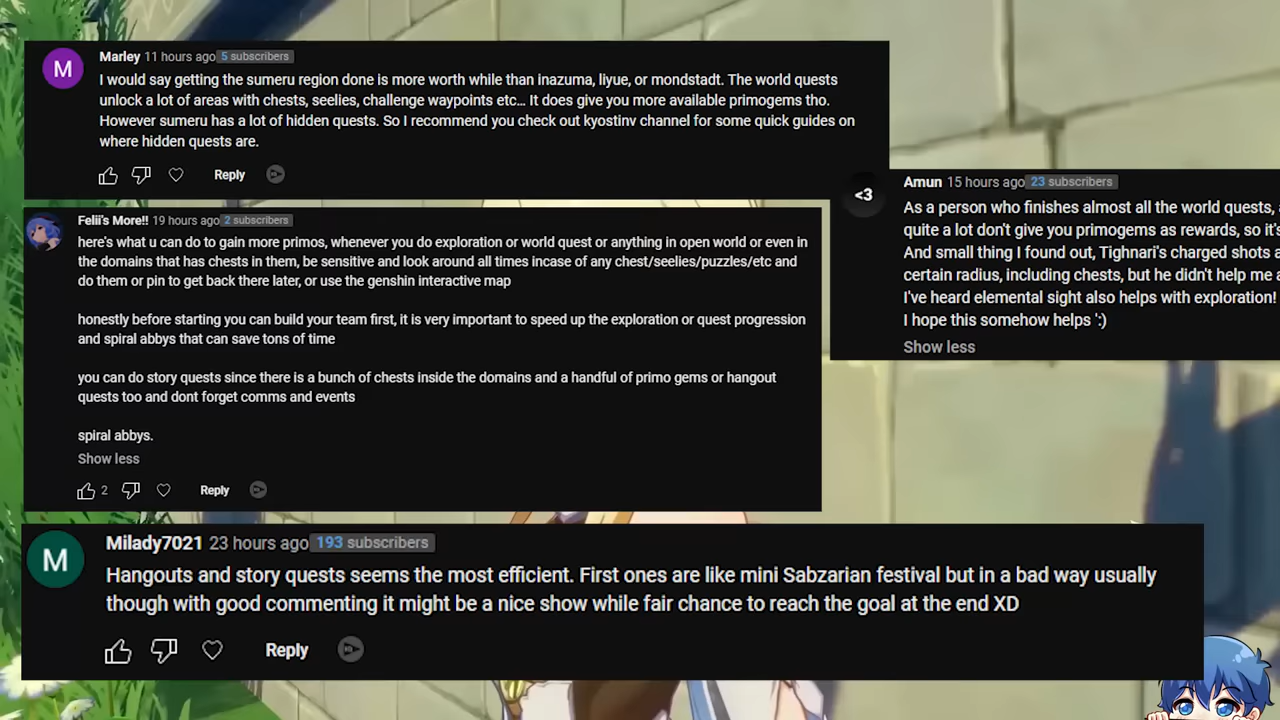 M
Marley 11 hours ago 5 subscribers
I would say getting the sumeru region done is more worth while than inazuma, liyue, or mondstadt. The world quests
unlock a lot of areas with chests, seelies, challenge waypoints etc… It does give you more available primogems tho.
However sumeru has a lot of hidden quests. So I recommend you check out kyostinv channel for some quick guides on
where hidden quests are.
Reply
Felii's More!! 19 hours ago 2 subscribers
here's what u can do to gain more primos, whenever you do exploration or world quest or anything in open world or even in
the domains that has chests in them, be sensitive and look around all times incase of any chest/seelies/puzzles/etc and
do them or pin to get back there later, or use the genshin interactive map
honestly before starting you can build your team first, it is very important to speed up the exploration or quest progression
and spiral abbys that can save tons of time
you can do story quests since there is a bunch of chests inside the domains and a handful of primo gems or hangout
quests too and dont forget comms and events
spiral abbys.
Show less
2
Reply
<3
Amun 15 hours ago 23 subscribers
As a person who finishes almost all the world quests,
quite a lot don't give you primogems as rewards, so it's
And small thing I found out, Tighnari's charged shots
certain radius, including chests, but he didn't help me
I've heard elemental sight also helps with exploration!
I hope this somehow helps ':)
Show less
M
Milady7021 23 hours ago 193 subscribers
Hangouts and story quests seems the most efficient. First ones are like mini Sabzarian festival but in a bad way usually
though with good commenting it might be a nice show while fair chance to reach the goal at the end XD
Reply